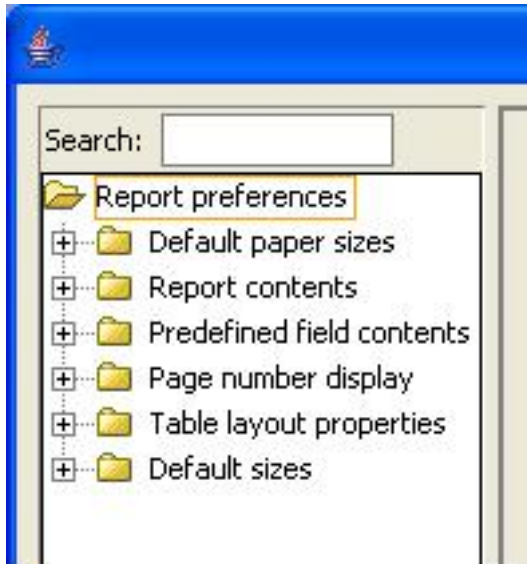 Search:
Report preferences
Default paper sizes
Report contents
Predefined field contents
Page number display
Table layout properties
Default sizes